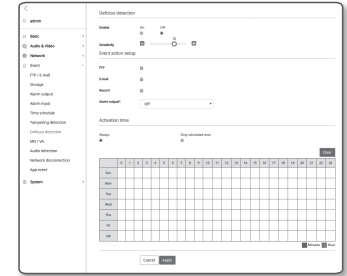 admin
Basic
Audio & Video
Network
Event
FTP / E-mail
Storage
Alarm output
Alarm input
Time schedule
Tampering detection
Defocus detection
MD / VA
Audio detection
Network disconnection
App event
System
Defocus detection
Enable On Off
Sensitivity
Event action setup
FTP
E-mail
Record
Alarm output1 Off
Activation time
Always Only scheduled time
Clear
0 1 2 3 4 5 6 7 8 9 10 11 12 13 14 15 16 17 18 19 20 21 22 23
Sun
Mon
Tue
Wed
Thu
Fri
Sat
Minutes Hour
Cancel Apply